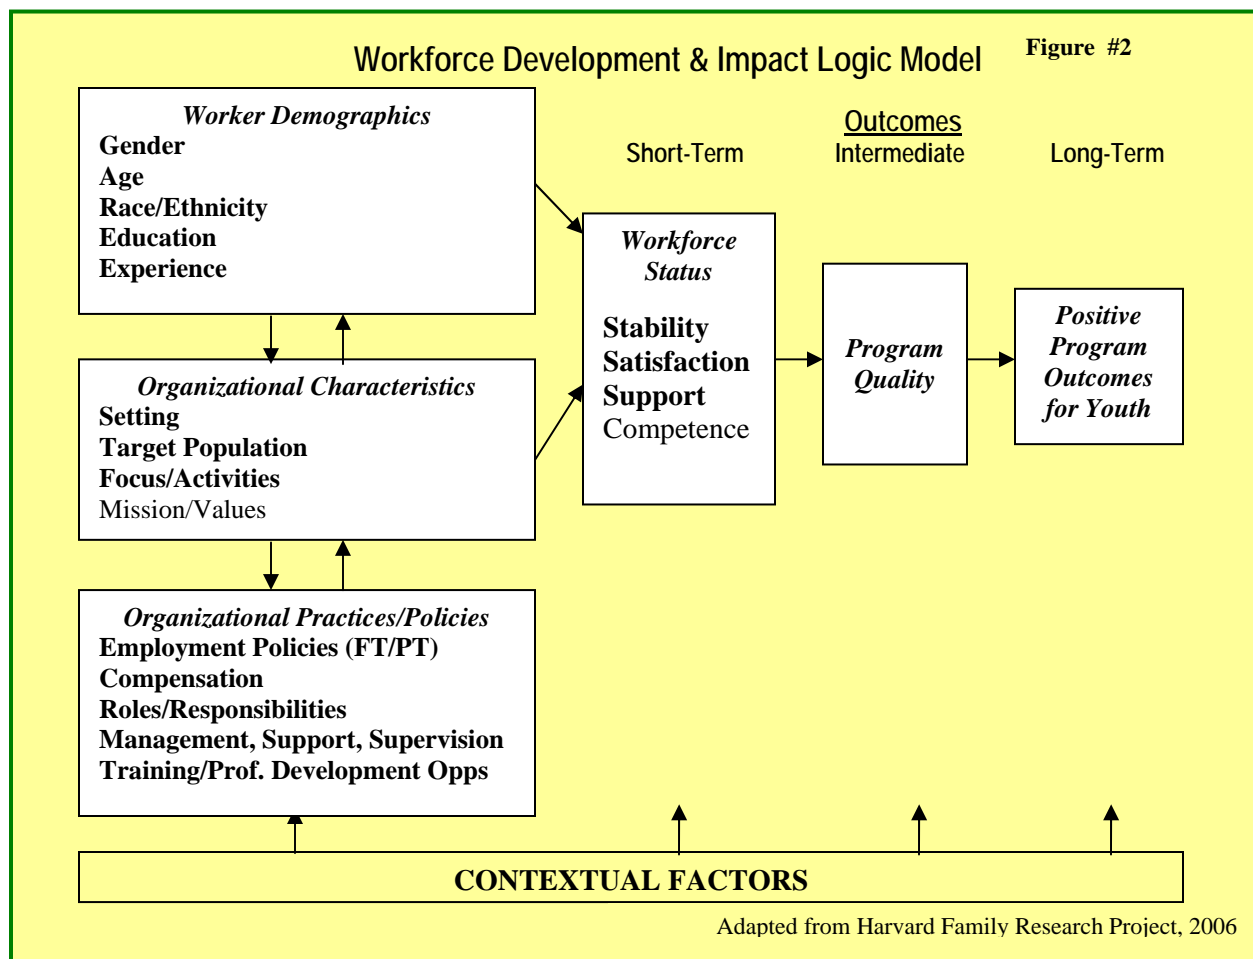 Figure #2
Workforce Development & Impact Logic Model
Worker Demographics
Gender
Age
Race/Ethnicity
Education
Experience
Outcomes
Short-Term
Intermediate
Long-Term
Organizational Characteristics
Setting
Target Population
Focus/Activities
Mission/Values
Workforce
Status
Stability
Satisfaction
Support
Competence
Program
Quality
Positive
Program
Outcomes
for Youth
Organizational Practices/Policies
Employment Policies (FT/PT)
Compensation
Roles/Responsibilities
Management, Support, Supervision
Training/Prof. Development Opps
CONTEXTUAL FACTORS
Adapted from Harvard Family Research Project, 2006